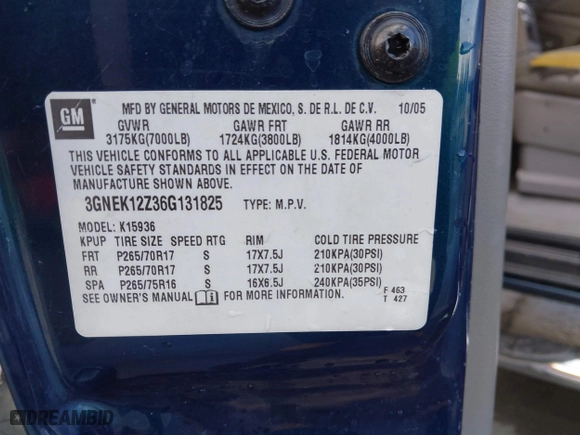 GM
MFD BY GENERAL MOTORS DE MEXICO, S. DE R.L. DE C.V. 10/05
GVWR GAWR FRT GAWR RR
3175KG(7000LB) 1724KG(3800LB) 1814KG(4000LB)
THIS VEHICLE CONFORMS TO ALL APPLICABLE U.S. FEDERAL MOTOR
VEHICLE SAFETY STANDARDS IN EFFECT ON THE DATE OF
MANUFACTURE SHOWN ABOVE.
3GNEK12Z36G131825 TYPE: M.P.V.
MODEL: K15936
KPUP TIRE SIZE SPEED RTG RIM COLD TIRE PRESSURE
FRT P265/70R17 S 17X7.5J 210KPA(30PSI)
RR P265/70R17 S 17X7.5J 210KPA(30PSI)
SPA P265/75R16 S 16X6.5J 240KPA(35PSI)
SEE OWNER'S MANUAL FOR MORE INFORMATION. F 463
T 427
DREAMBID